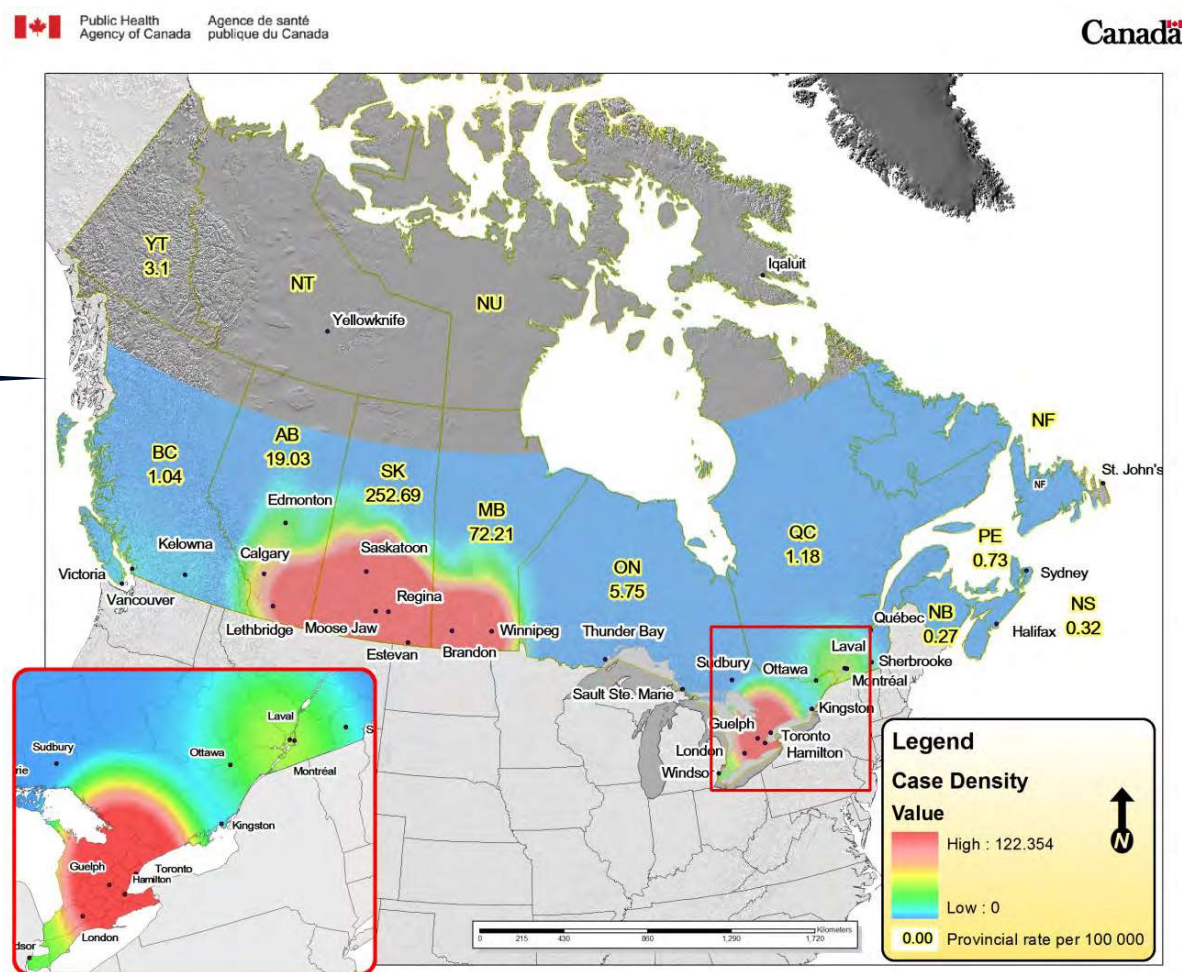 Public Health
Agency of Canada
Agence de santé
publique du Canada
Canada
YT
3.1
NT
NU
Iqaluit
Yellowknife
BC
1.04
AB
19.03
SK
252.69
MB
72.21
ON
5.75
QC
1.18
NF
NF
St. John's
PE
0.73
NB
0.27
NS
0.32
Edmonton
Kelowna
Calgary
Saskatoon
Victoria
Vancouver
Regina
Lethbridge
Moose Jaw
Winnipeg
Estevan
Brandon
Thunder Bay
Sydney
Québec
Halifax
Laval
Sherbrooke
Sudbury
Ottawa
Montréal
Sault Ste. Marie
Kingston
Guelph
Toronto
London
Hamilton
Windsor
Laval
S
Sudbury
Ottawa
Montréal
rie
Kingston
Guelph
Toronto
Hamilton
London
dsor
Kilometers
0 215 430 860 1,290 1,720
Legend
Case Density
Value
High : 122.354
Low : 0
0.00 Provincial rate per 100 000
N